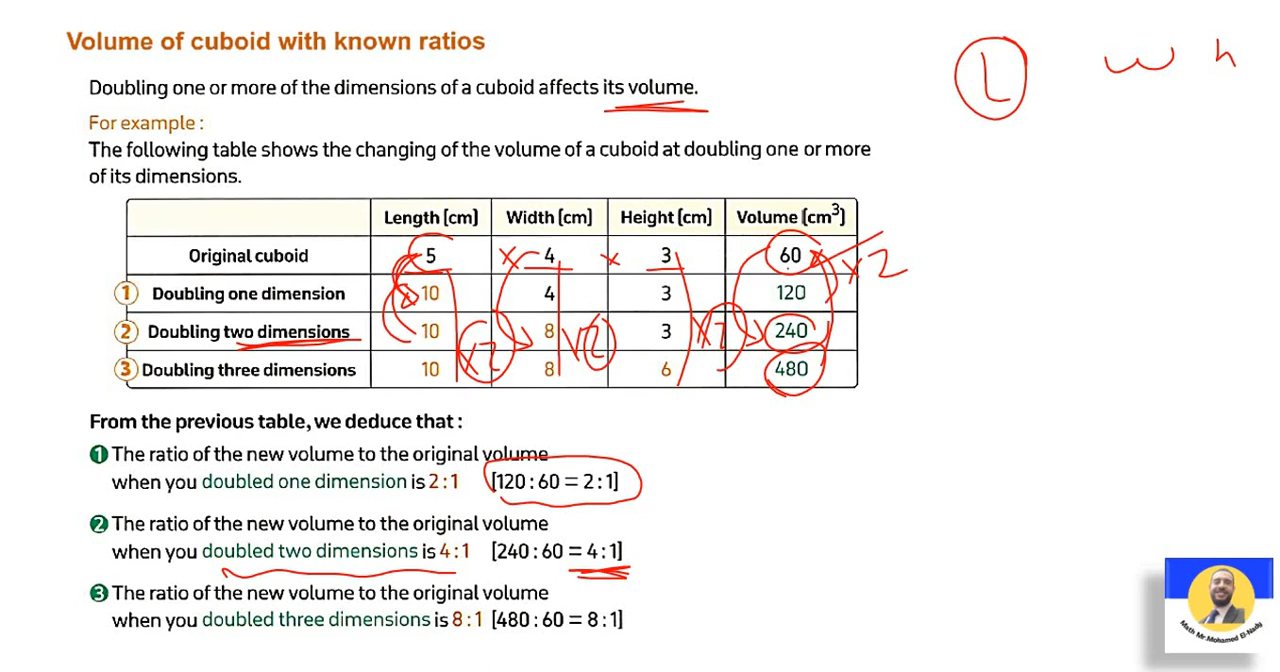 Volume of cuboid with known ratios
L w h
Doubling one or more of the dimensions of a cuboid affects its volume.
For example :
The following table shows the changing of the volume of a cuboid at doubling one or more
of its dimensions.
Length (cm) Width (cm) Height (cm) Volume (cm³)
Original cuboid 5 × 4 × 3 60 ×2
1 Doubling one dimension 10 4 3 120
2 Doubling two dimensions 10 ×2 8 ×2 3 ×2 240
3 Doubling three dimensions 10 8 6 480
From the previous table, we deduce that :
1 The ratio of the new volume to the original volume
when you doubled one dimension is 2 : 1 [120 : 60 = 2 : 1]
2 The ratio of the new volume to the original volume
when you doubled two dimensions is 4 : 1 [240 : 60 = 4 : 1]
3 The ratio of the new volume to the original volume
when you doubled three dimensions is 8 : 1 [480 : 60 = 8 : 1]
Math Mr.Mohamed El-Nady